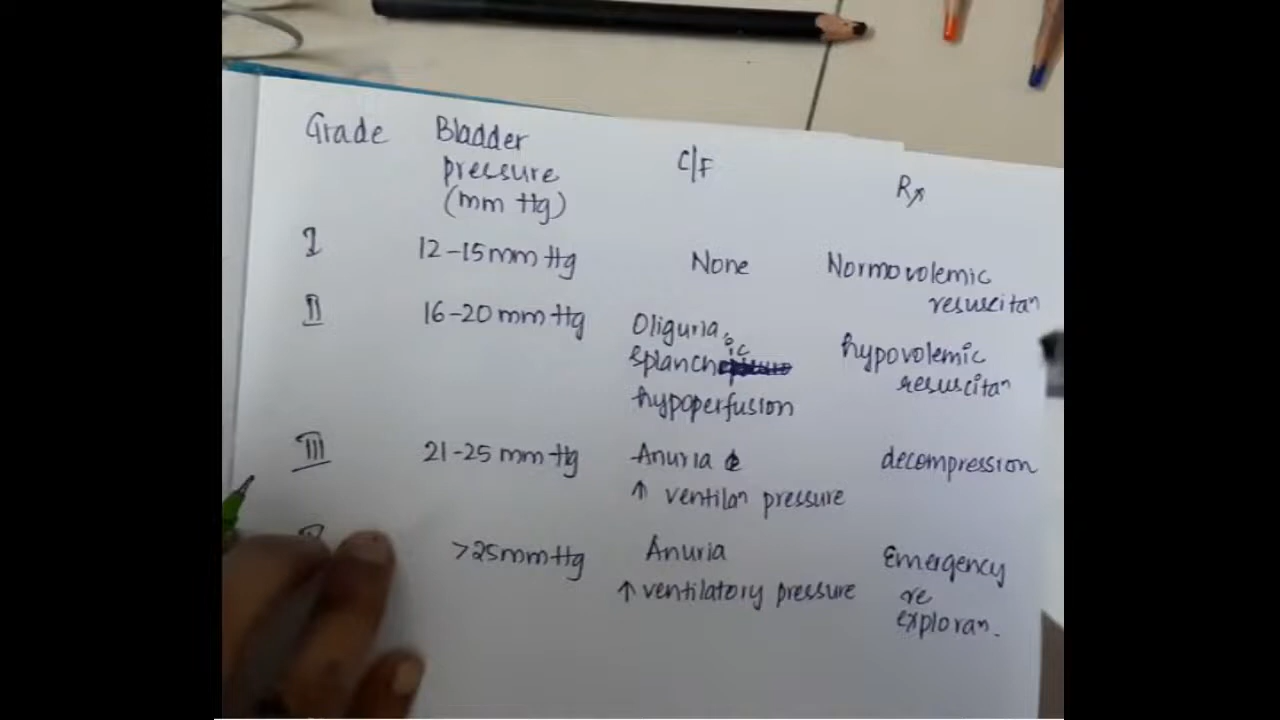 Grade Bladder pressure (mm Hg) C/F Rx
I 12-15 mm Hg None Normovolemic resuscitan
II 16-20 mm Hg Oliguria, splanchic hypoperfusion hypovolemic resuscitan
III 21-25 mm Hg Anuria ↑ ventilan pressure decompression
>25 mm Hg Anuria ↑ ventilatory pressure Emergency re exploran.